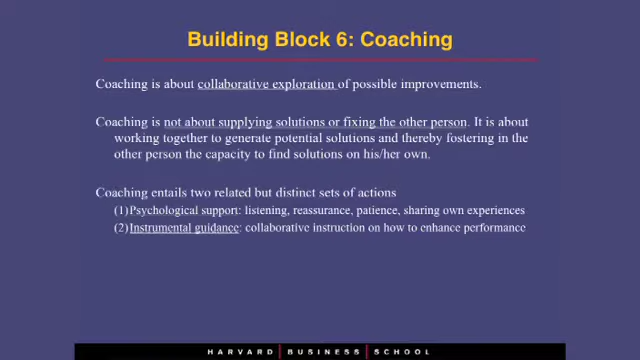 Building Block 6: Coaching
Coaching is about collaborative exploration of possible improvements.
Coaching is not about supplying solutions or fixing the other person. It is about
working together to generate potential solutions and thereby fostering in the
other person the capacity to find solutions on his/her own.
Coaching entails two related but distinct sets of actions
(1) Psychological support: listening, reassurance, patience, sharing own experiences
(2) Instrumental guidance: collaborative instruction on how to enhance performance
HARVARD | BUSINESS | SCHOOL